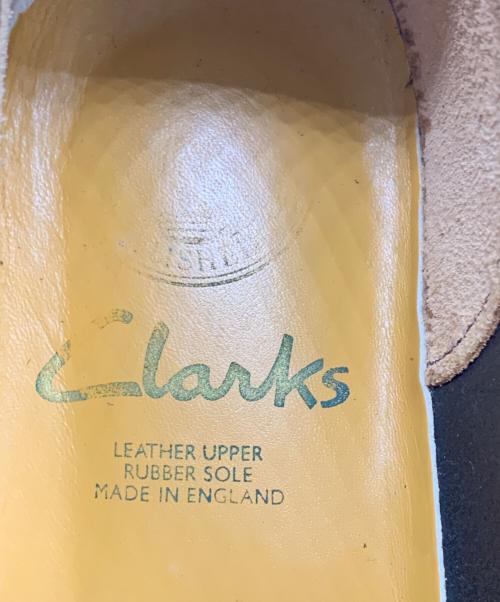 Clarks
LEATHER UPPER
RUBBER SOLE
MADE IN ENGLAND